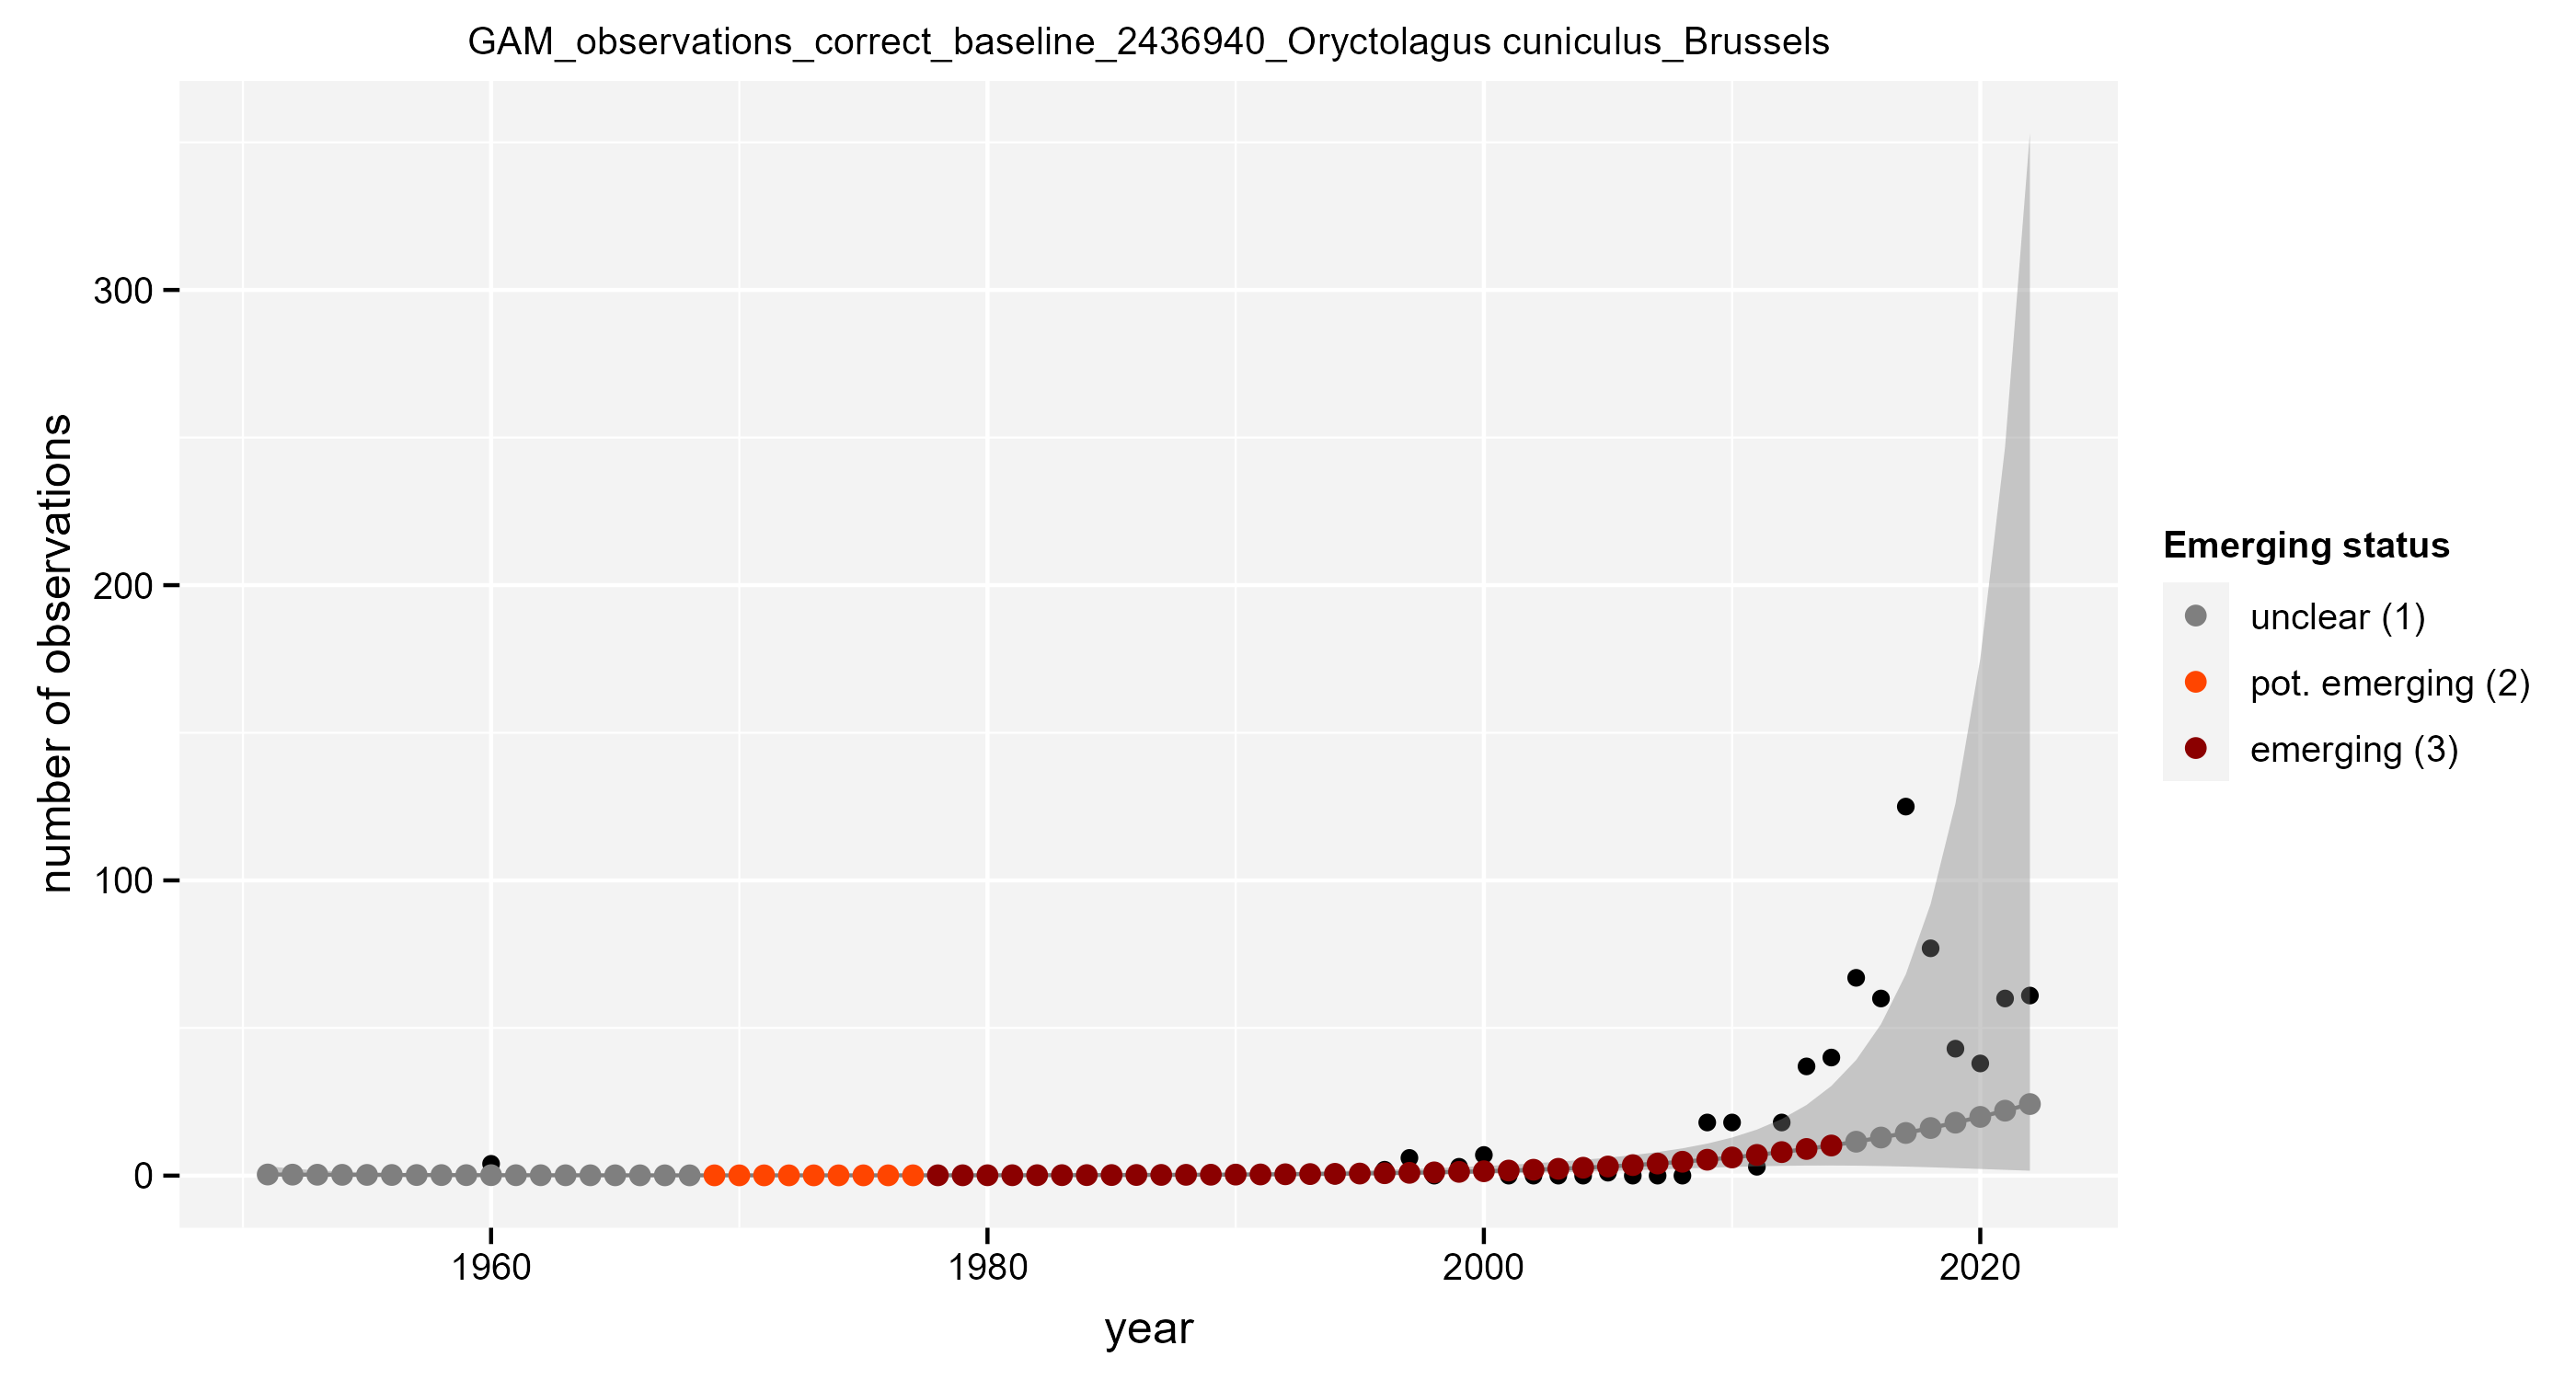 GAM_observations_correct_baseline_2436940_Oryctolagus cuniculus_Brussels
number of observations
300
200
100
0
1960
1980
2000
2020
year
Emerging status
unclear (1)
pot. emerging (2)
emerging (3)